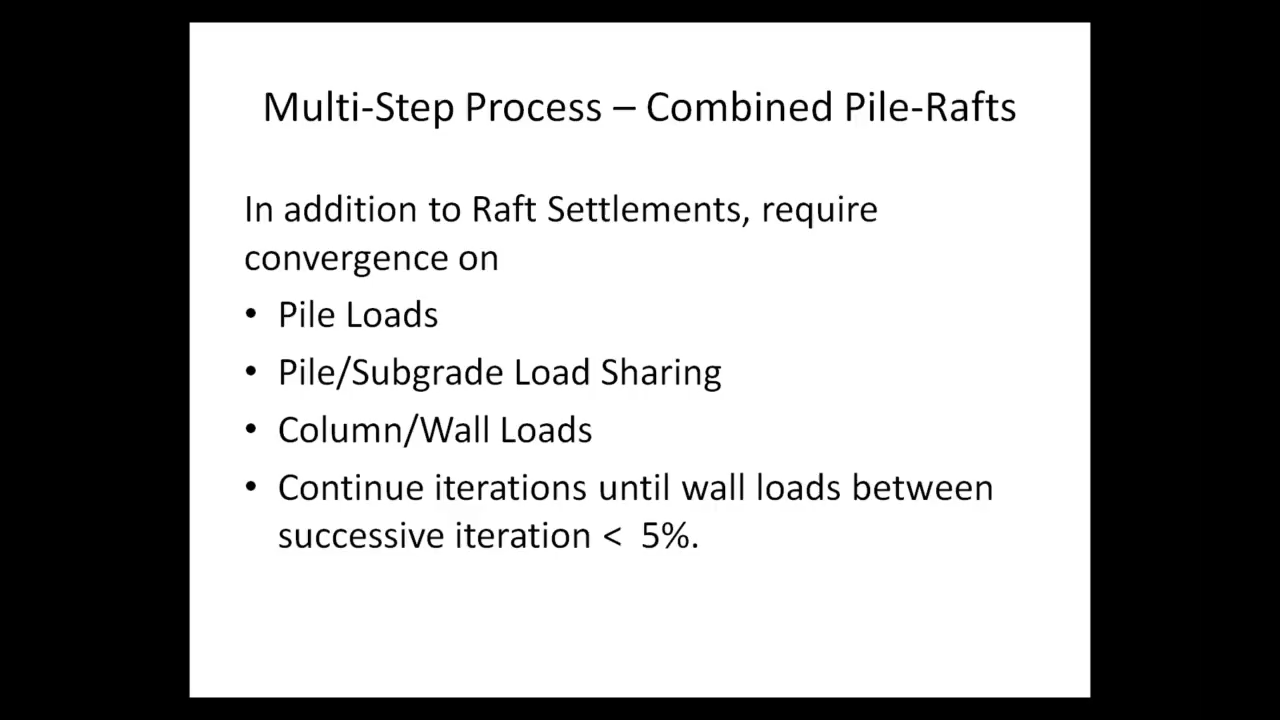 Multi-Step Process – Combined Pile-Rafts
In addition to Raft Settlements, require
convergence on
• Pile Loads
• Pile/Subgrade Load Sharing
• Column/Wall Loads
• Continue iterations until wall loads between
successive iteration <  5%.